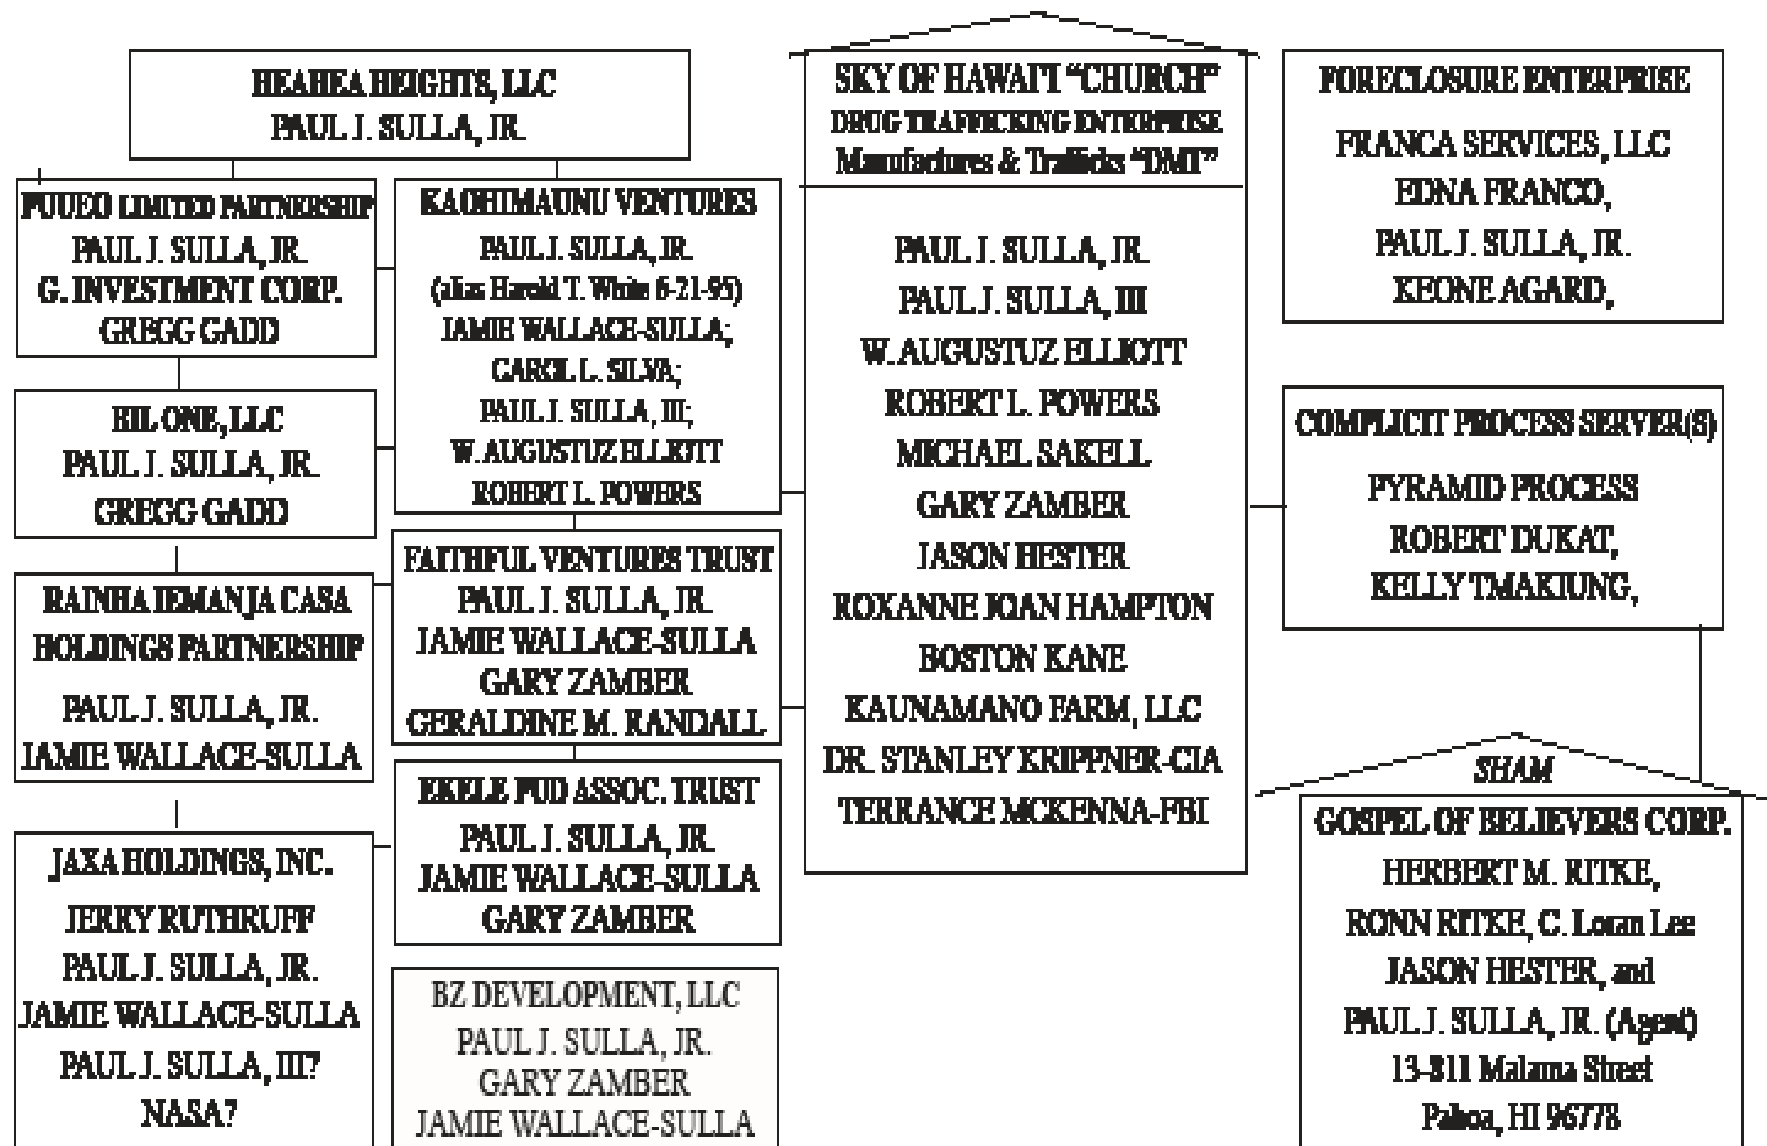 HEAHEA HEIGHTS, LLC
PAUL J. SULLA, JR.
PUUEO LIMITED PARTNERSHIP
PAUL J. SULLA, JR.
G. INVESTMENT CORP.
GREGG GADD
HIL ONE, LLC
PAUL J. SULLA, JR.
GREGG GADD
RAINHA IEMANJA CASA
HOLDINGS PARTNERSHIP
PAUL J. SULLA, JR.
JAMIE WALLACE-SULLA
JAXA HOLDINGS, INC.
JERRY RUTHRUFF
PAUL J. SULLA, JR.
JAMIE WALLACE-SULLA
PAUL J. SULLA, III?
NASA?
KAOHIMAUNU VENTURES
PAUL J. SULLA, JR.
(alias Harold T. White 6-21-95)
JAMIE WALLACE-SULLA;
CAROL L. SILVA;
PAUL J. SULLA, III;
W. AUGUSTUZ ELLIOTT
ROBERT L. POWERS
FAITHFUL VENTURES TRUST
PAUL J. SULLA, JR.
JAMIE WALLACE-SULLA
GARY ZAMBER
GERALDINE M. RANDALL
EKELE PUD ASSOC. TRUST
PAUL J. SULLA, JR.
JAMIE WALLACE-SULLA
GARY ZAMBER
BZ DEVELOPMENT, LLC
PAUL J. SULLA, JR.
GARY ZAMBER
JAMIE WALLACE-SULLA
SKY OF HAWAI'I “CHURCH”
DRUG TRAFFICKING ENTERPRISE
Manufactures & Trafficks “DMT”
PAUL J. SULLA, JR.
PAUL J. SULLA, III
W. AUGUSTUZ ELLIOTT
ROBERT L. POWERS
MICHAEL SAKELL
GARY ZAMBER
JASON HESTER
ROXANNE JOAN HAMPTON
BOSTON KANE
KAUNAMANO FARM, LLC
DR. STANLEY KRIPPNER-CIA
TERRANCE MCKENNA-FBI
FORECLOSURE ENTERPRISE
FRANCA SERVICES, LLC
EDNA FRANCO,
PAUL J. SULLA, JR.
KEONE AGARD,
COMPLICIT PROCESS SERVER(S)
PYRAMID PROCESS
ROBERT DUKAT,
KELLY TMAKIUNG,
SHAM
GOSPEL OF BELIEVERS CORP.
HERBERT M. RITKE,
RONN RITKE, C. Loran Lee
JASON HESTER, and
PAUL J. SULLA, JR. (Agent)
13-811 Malama Street
Pahoa, HI 96778